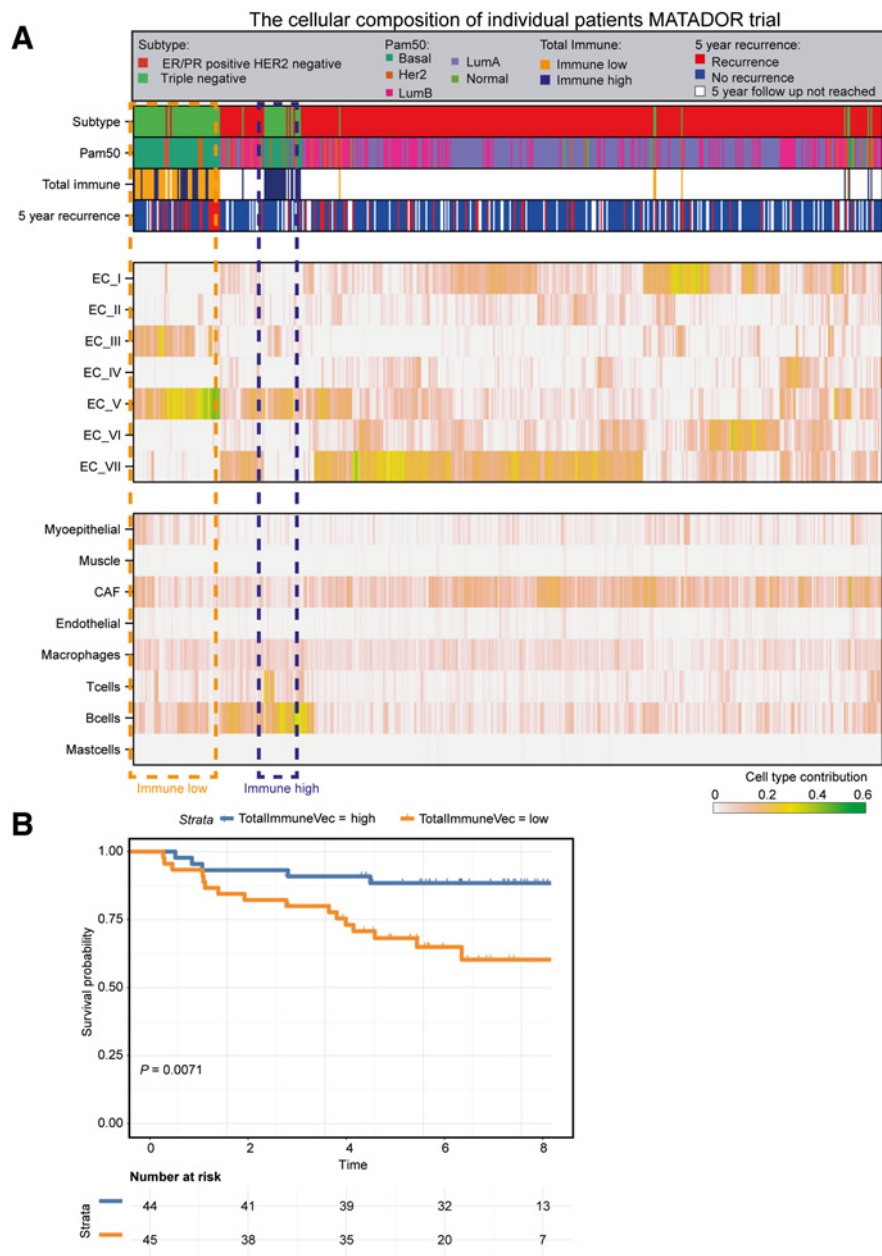 The cellular composition of individual patients MATADOR trial
A
Subtype:
ER/PR positive HER2 negative
Triple negative
Pam50:
Basal
Her2
LumB
LumA
Normal
Total Immune:
Immune low
Immune high
5 year recurrence:
Recurrence
No recurrence
5 year follow up not reached
Subtype
Pam50
Total immune
5 year recurrence
EC_I
EC_II
EC_III
EC_IV
EC_V
EC_VI
EC_VII
Myoepithelial
Muscle
CAF
Endothelial
Macrophages
Tcells
Bcells
Mastcells
Immune low
Immune high
Cell type contribution
0 0.2 0.4 0.6
B
Strata TotalImmuneVec = high TotalImmuneVec = low
1.00
0.75
0.50
0.25
0.00
Survival probability
P = 0.0071
0 2 4 6 8
Time
Number at risk
Strata
44 41 39 32 13
45 38 35 20 7